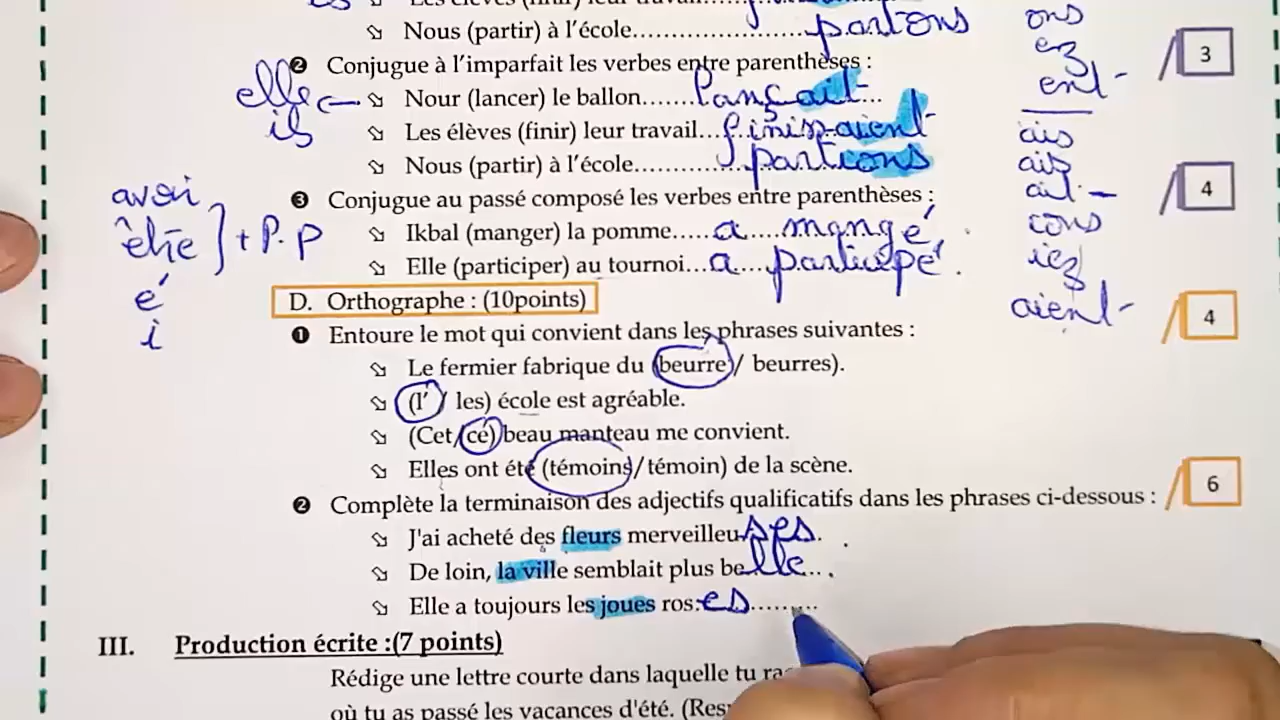 Nous (partir) à l'école........................partons ons
ez
❷ Conjugue à l'imparfait les verbes entre parenthèses : 3
elle ent
Nour (lancer) le ballon.......lançait...
ils Les élèves (finir) leur travail...finissaient ais
Nous (partir) à l'école..........partions ais
avoir ait 4
❸ Conjugue au passé composé les verbes entre parenthèses :
être + P.p Ikbal (manger) la pomme.....a.....mangé. ions
Elle (participer) au tournoi...a.....participé. iez
é D. Orthographe : (10points) aient
i ❶ Entoure le mot qui convient dans les phrases suivantes : 4
Le fermier fabrique du (beurre / beurres).
(l' / les) école est agréable.
(Cet/ce) beau manteau me convient.
Elles ont été (témoins/témoin) de la scène.
❷ Complète la terminaison des adjectifs qualificatifs dans les phrases ci-dessous : 6
J'ai acheté des fleurs merveilleuses.
De loin, la ville semblait plus belle...
Elle a toujours les joues ros:es.........
III. Production écrite :(7 points)
Rédige une lettre courte dans laquelle tu
où tu as passé les vacances d'été.